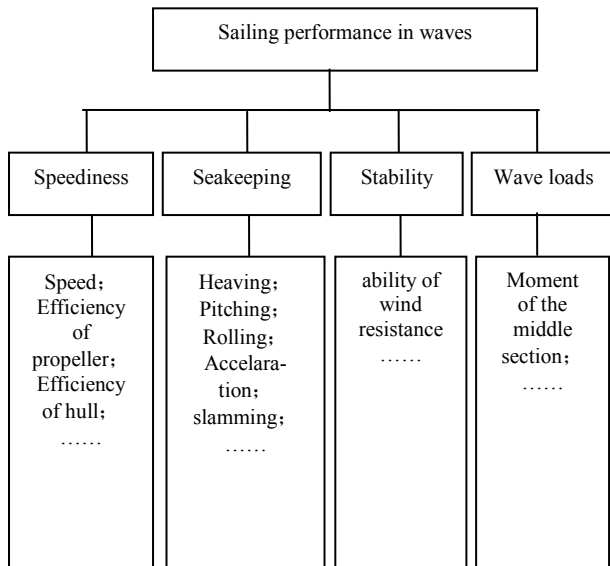 Sailing performance in waves
Speediness
Seakeeping
Stability
Wave loads
Speed；
Efficiency
of
propeller；
Efficiency
of hull；
……
Heaving；
Pitching；
Rolling；
Accelara-
tion；
slamming；
……
ability of
wind
resistance
……
Moment
of the
middle
section；
……